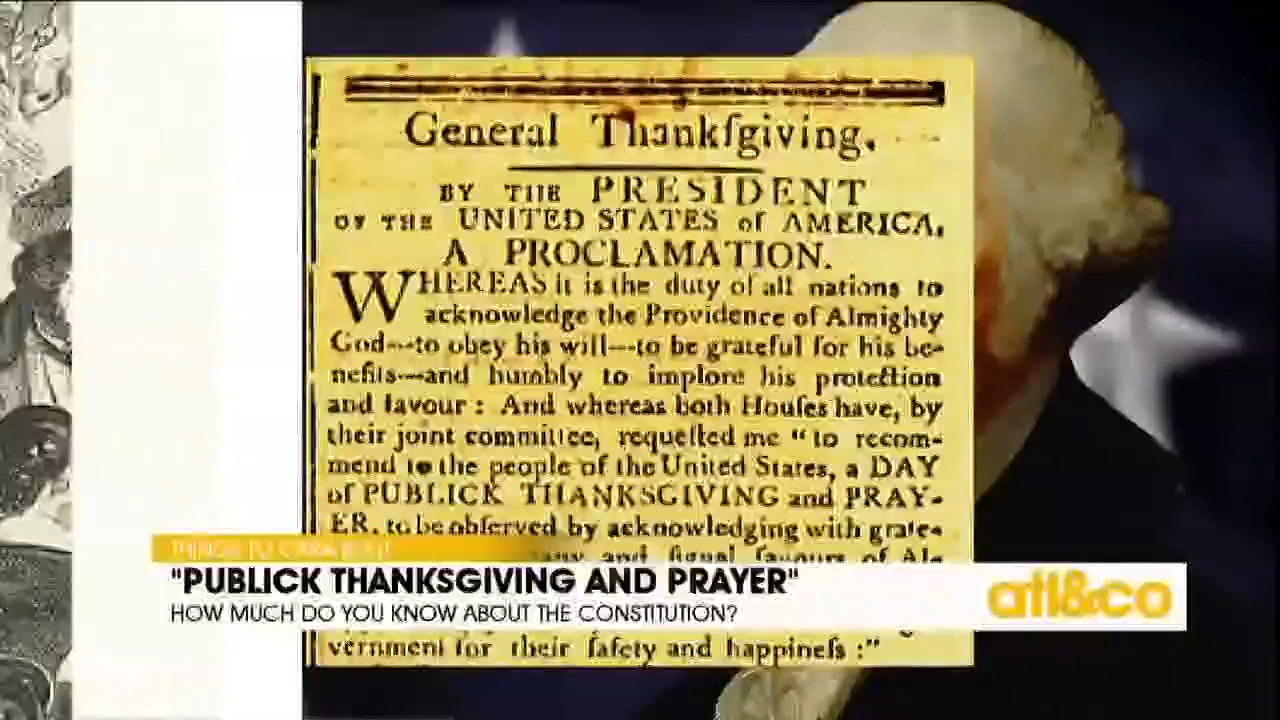 General Thankſgiving.
BY THE PRESIDENT
OF THE UNITED STATES of AMERICA,
A PROCLAMATION.
WHEREAS it is the duty of all nations to
acknowledge the Providence of Almighty
God---to obey his will---to be grateful for his be-
nefits---and humbly to implore his protection
and favour : And whereas both Houſes have, by
their joint committee, requeſted me "to recom-
mend to the people of the United States, a DAY
of PUBLICK THANKSGIVING and PRAY-
ER, to be obſerved by acknowledging with grate-
and ſignal favours of Al-
"PUBLICK THANKSGIVING AND PRAYER"
HOW MUCH DO YOU KNOW ABOUT THE CONSTITUTION?
atl&co
vernment for their ſafety and happineſs :"